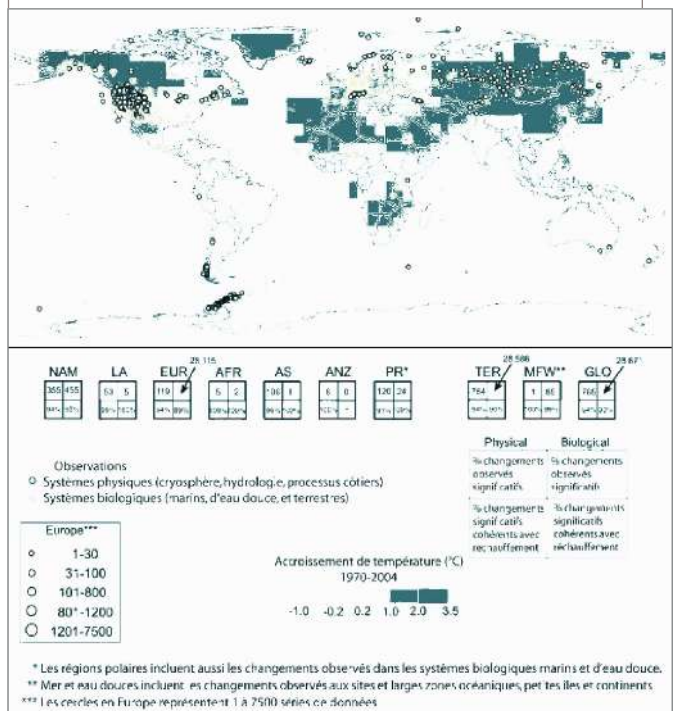 28 115 28 586 28 671
NAM LA EUR AFR AS ANZ PR* TER MFW** GLO
355 455 53 5 119 5 2 106 1 6 0 120 24 764 1 85 765
94% 90% 98% 100% 94% 89% 100% 100% 96% 100% 100% - 91% 100% 94% 90% 100% 99% 94% 90%
Physical Biological
% changements % changements
observés observés
significatifs significatifs
% changements % changements
significatifs significatifs
cohérents avec cohérents avec
réchauffement réchauffement
Observations
Systèmes physiques (cryosphère, hydrologie, processus côtiers)
Systèmes biologiques (marins, d'eau douce, et terrestres)
Europe***
1-30
31-100
101-800
801-1200
1201-7500
Accroissement de température (°C)
1970-2004
-1.0 -0.2 0.2 1.0 2.0 3.5
* Les régions polaires incluent aussi les changements observés dans les systèmes biologiques marins et d'eau douce.
** Mer et eau douces incluent les changements observés aux sites et larges zones océaniques, petites îles et continents
*** Les cercles en Europe représentent 1 à 7500 séries de données